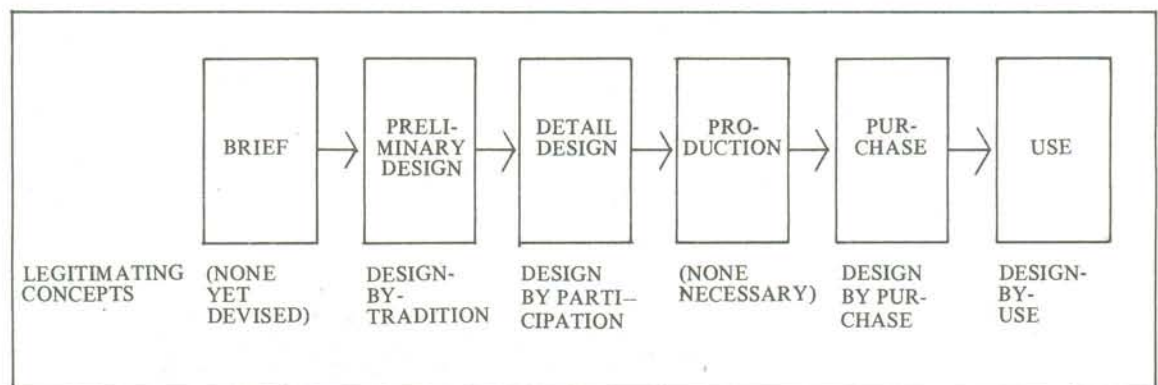 BRIEF
PRELI-
MINARY
DESIGN
DETAIL
DESIGN
PRO-
DUCTION
PUR-
CHASE
USE
LEGITIMATING
CONCEPTS
(NONE
YET
DEVISED)
DESIGN-
BY-
TRADITION
DESIGN
BY PARTI–
CIPATION
(NONE
NECESSARY)
DESIGN
BY PUR-
CHASE
DESIGN-
BY-
USE